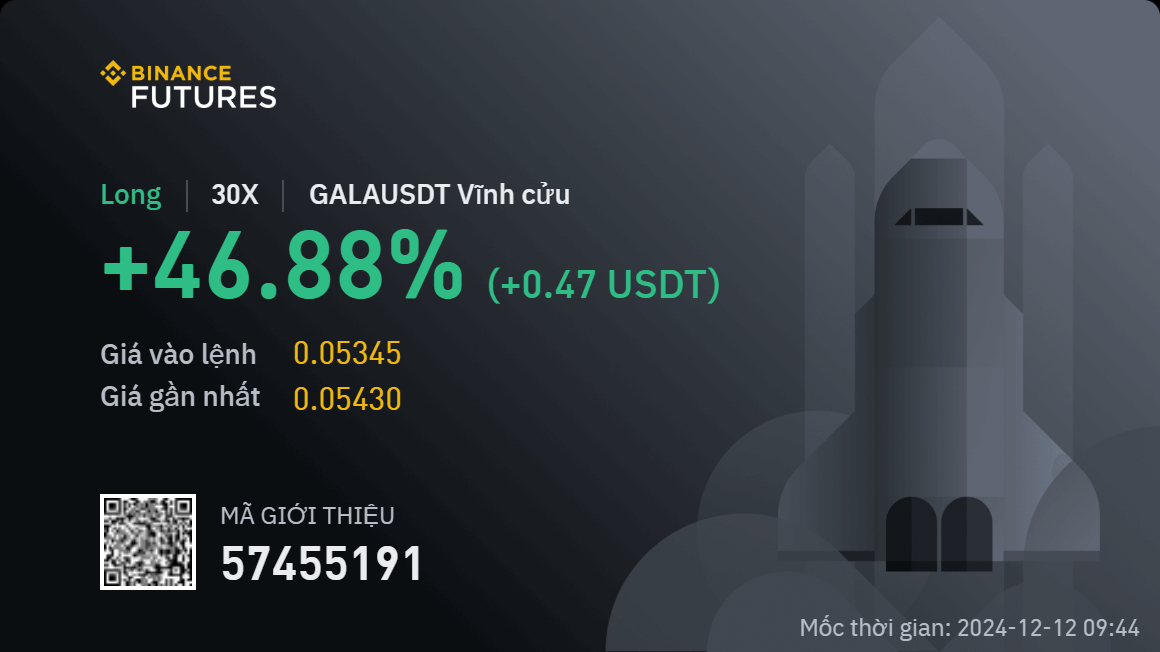 BINANCE
FUTURES
Long | 30X | GALAUSDT Vĩnh cửu
+46.88% (+0.47 USDT)
Giá vào lệnh 0.05345
Giá gần nhất 0.05430
MÃ GIỚI THIỆU
57455191
Mốc thời gian: 2024-12-12 09:44